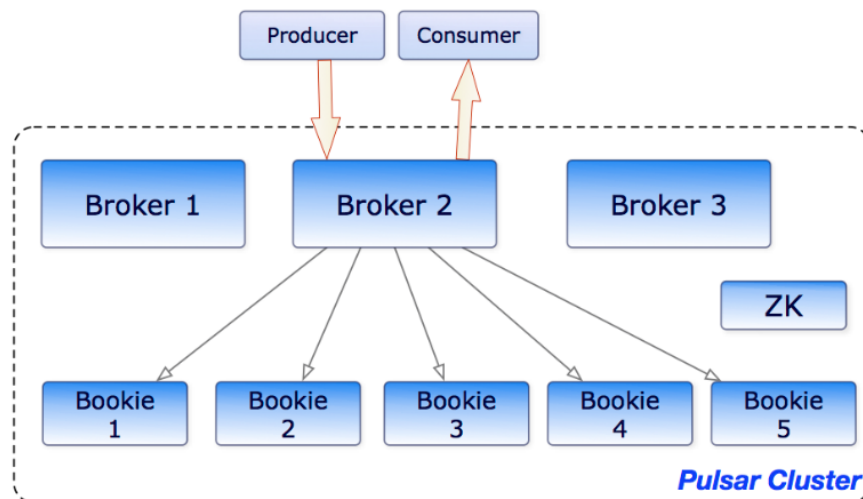 Producer
Consumer
Broker 1
Broker 2
Broker 3
ZK
Bookie
1
Bookie
2
Bookie
3
Bookie
4
Bookie
5
Pulsar Cluster